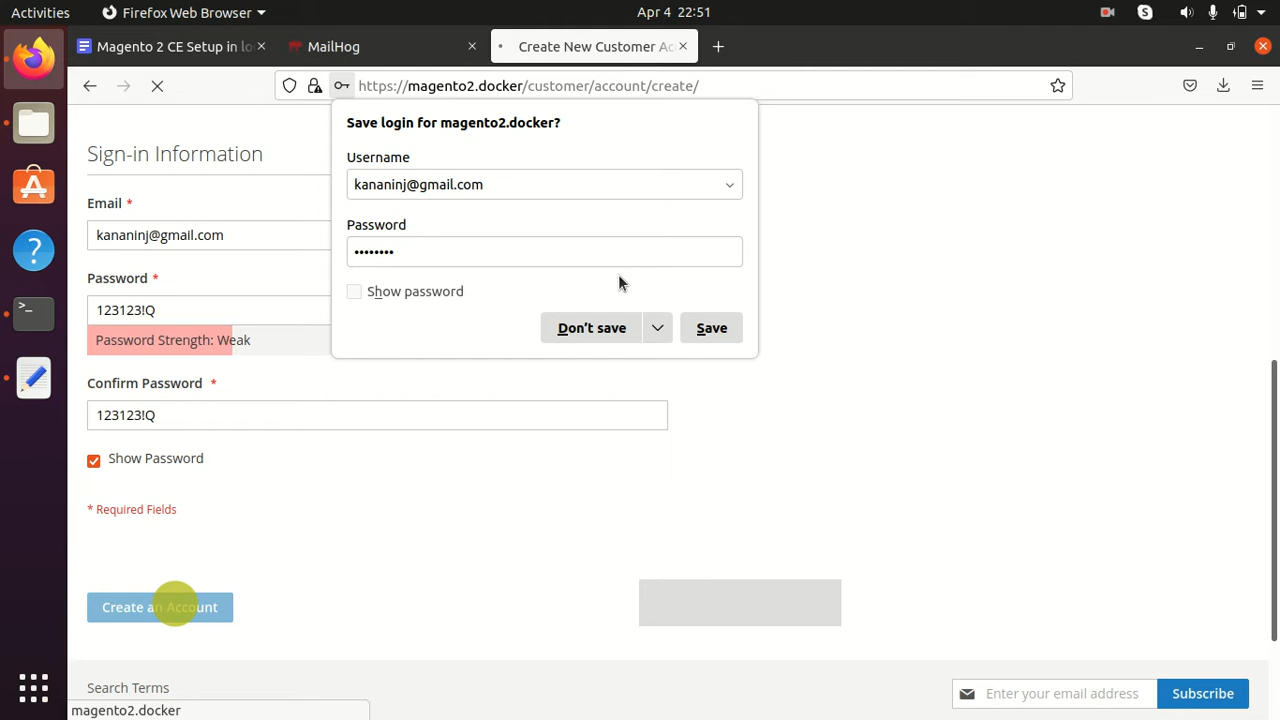 Activities
Firefox Web Browser
Apr 4 22:51
Magento 2 CE Setup in lo
MailHog
Create New Customer Ac
https://magento2.docker/customer/account/create/
Save login for magento2.docker?
Username
kananinj@gmail.com
Password
••••••••
Show password
Don't save
Save
Sign-in Information
Email *
kananinj@gmail.com
Password *
123123!Q
Password Strength: Weak
Confirm Password *
123123!Q
Show Password
* Required Fields
Create an Account
Search Terms
Enter your email address
Subscribe
magento2.docker